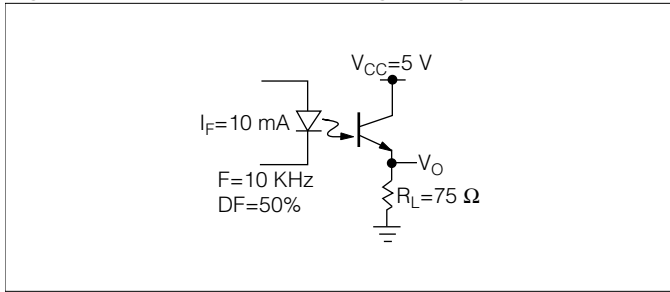 V_CC=5 V
I_F=10 mA
V_O
F=10 KHz
DF=50%
R_L=75 Ω